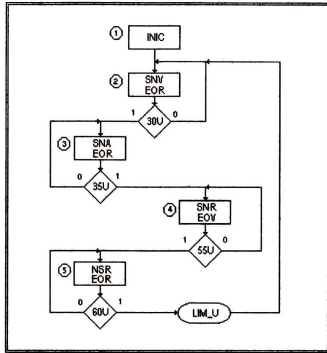 1 INIC
2 SNV
EOR
1 30U 0
3 SNA
EOR
0 35U 1
4 SNR
EOV
1 55U 0
5 NSR
EOR
0 60U 1
LIM_U